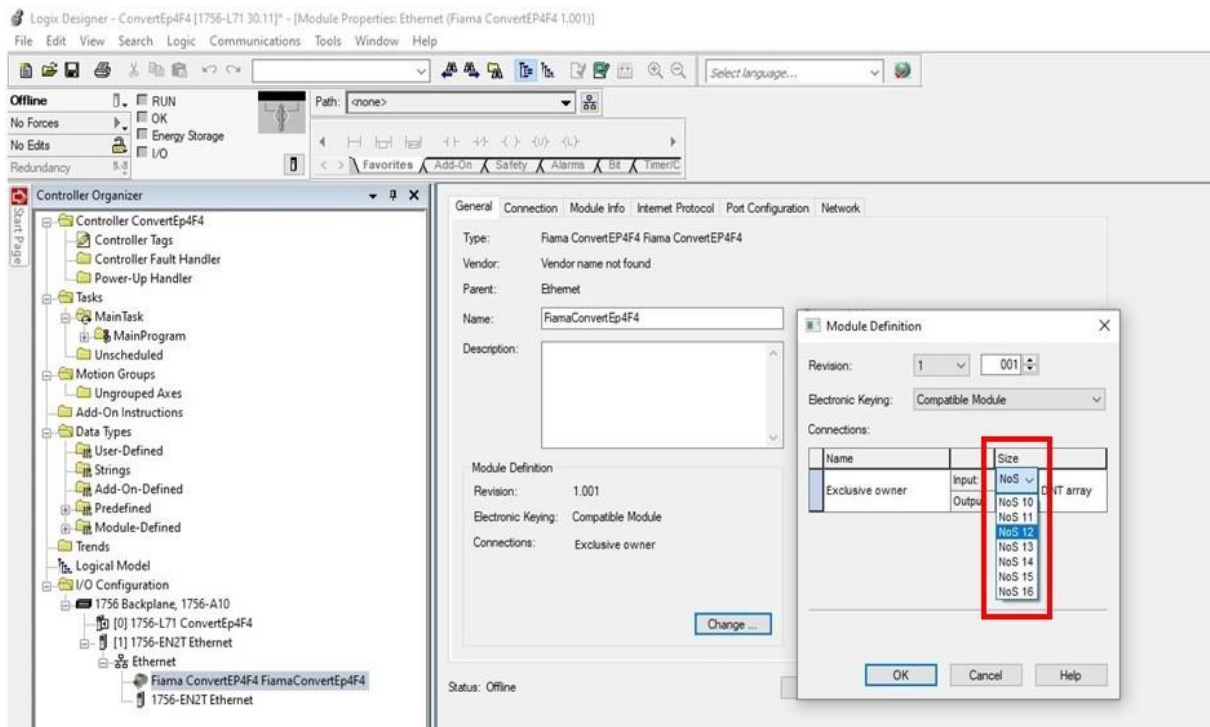 Logix Designer - ConvertEp4F4 [1756-L71 30.11]* - [Module Properties: Ethernet (Fiama ConvertEP4F4 1.001)]
File Edit View Search Logic Communications Tools Window Help
Select language...
Offline
RUN
No Forces
OK
No Edits
Energy Storage
Redundancy
I/O
Path: <none>
Favorites Add-On Safety Alarms Bit Timer/C
Start Page
Controller Organizer
Controller ConvertEp4F4
Controller Tags
Controller Fault Handler
Power-Up Handler
Tasks
MainTask
MainProgram
Unscheduled
Motion Groups
Ungrouped Axes
Add-On Instructions
Data Types
User-Defined
Strings
Add-On-Defined
Predefined
Module-Defined
Trends
Logical Model
I/O Configuration
1756 Backplane, 1756-A10
[0] 1756-L71 ConvertEp4F4
[1] 1756-EN2T Ethernet
Ethernet
Fiama ConvertEP4F4 FiamaConvertEp4F4
1756-EN2T Ethernet
General Connection Module Info Internet Protocol Port Configuration Network
Type: Fiama ConvertEP4F4 Fiama ConvertEP4F4
Vendor: Vendor name not found
Parent: Ethernet
Name: FiamaConvertEp4F4
Description:
Module Definition
Revision: 1.001
Electronic Keying: Compatible Module
Connections: Exclusive owner
Change ...
Status: Offline
Module Definition
Revision: 1 001
Electronic Keying: Compatible Module
Connections:
Name Size
Exclusive owner
Input: NoS
Output array
NoS 10
NoS 11
NoS 12
NoS 13
NoS 14
NoS 15
NoS 16
OK Cancel Help